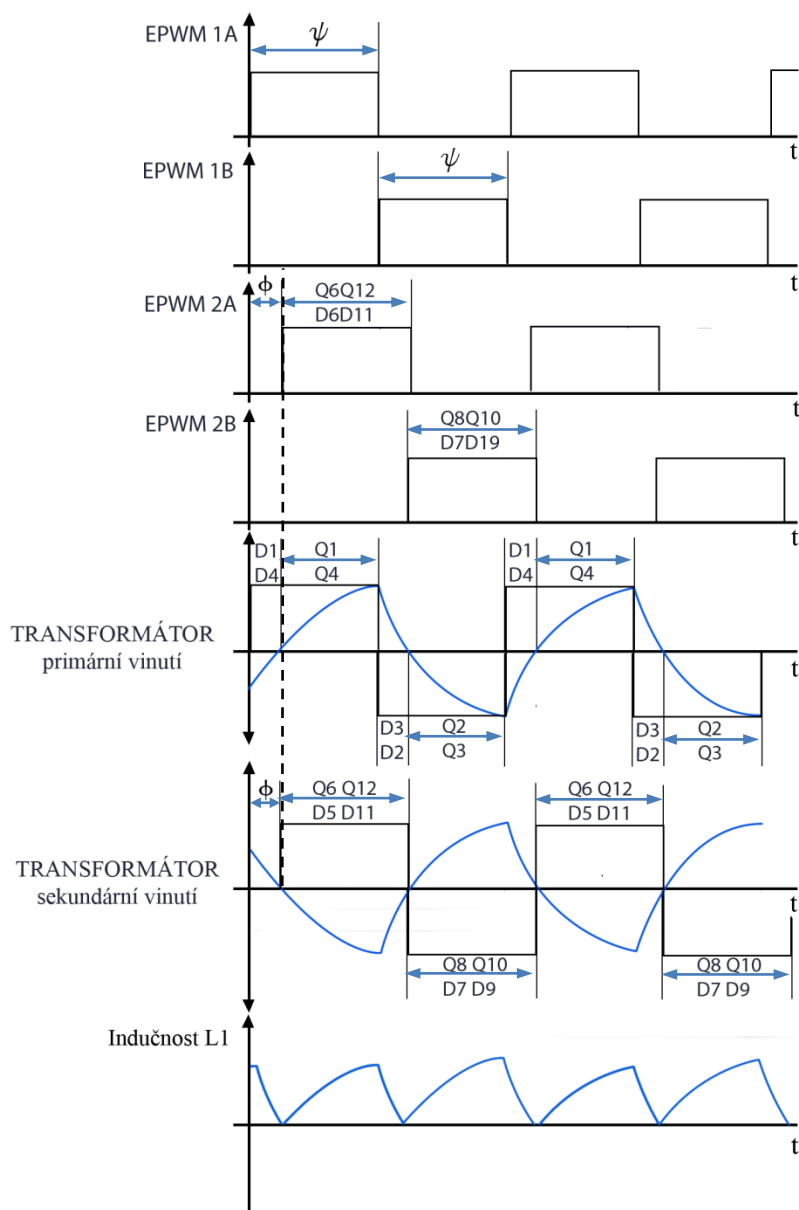 EPWM 1A
ψ
t
EPWM 1B
ψ
t
EPWM 2A
ϕ
Q6Q12
D6D11
t
EPWM 2B
Q8Q10
D7D19
t
TRANSFORMÁTOR
primární vinutí
D1
D4
Q1
Q4
D1
D4
Q1
Q4
t
D3
D2
Q2
Q3
D3
D2
Q2
Q3
TRANSFORMÁTOR
sekundární vinutí
ϕ
Q6 Q12
D5 D11
Q6 Q12
D5 D11
t
Q8 Q10
D7 D9
Q8 Q10
D7 D9
Indučnost L1
t